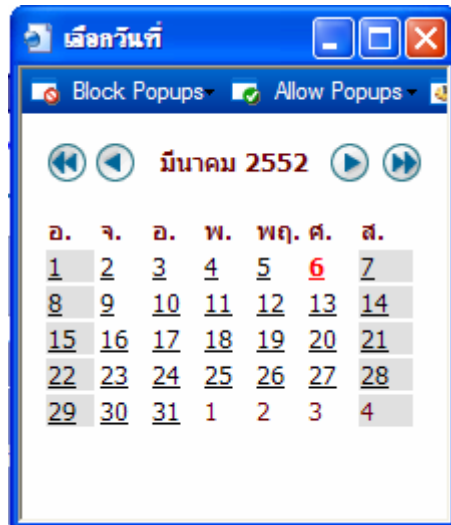 เลือกวันที่
Block Popups Allow Popups
มีนาคม 2552
อ. จ. อ. พ. พฤ. ศ. ส.
1 2 3 4 5 6 7
8 9 10 11 12 13 14
15 16 17 18 19 20 21
22 23 24 25 26 27 28
29 30 31 1 2 3 4